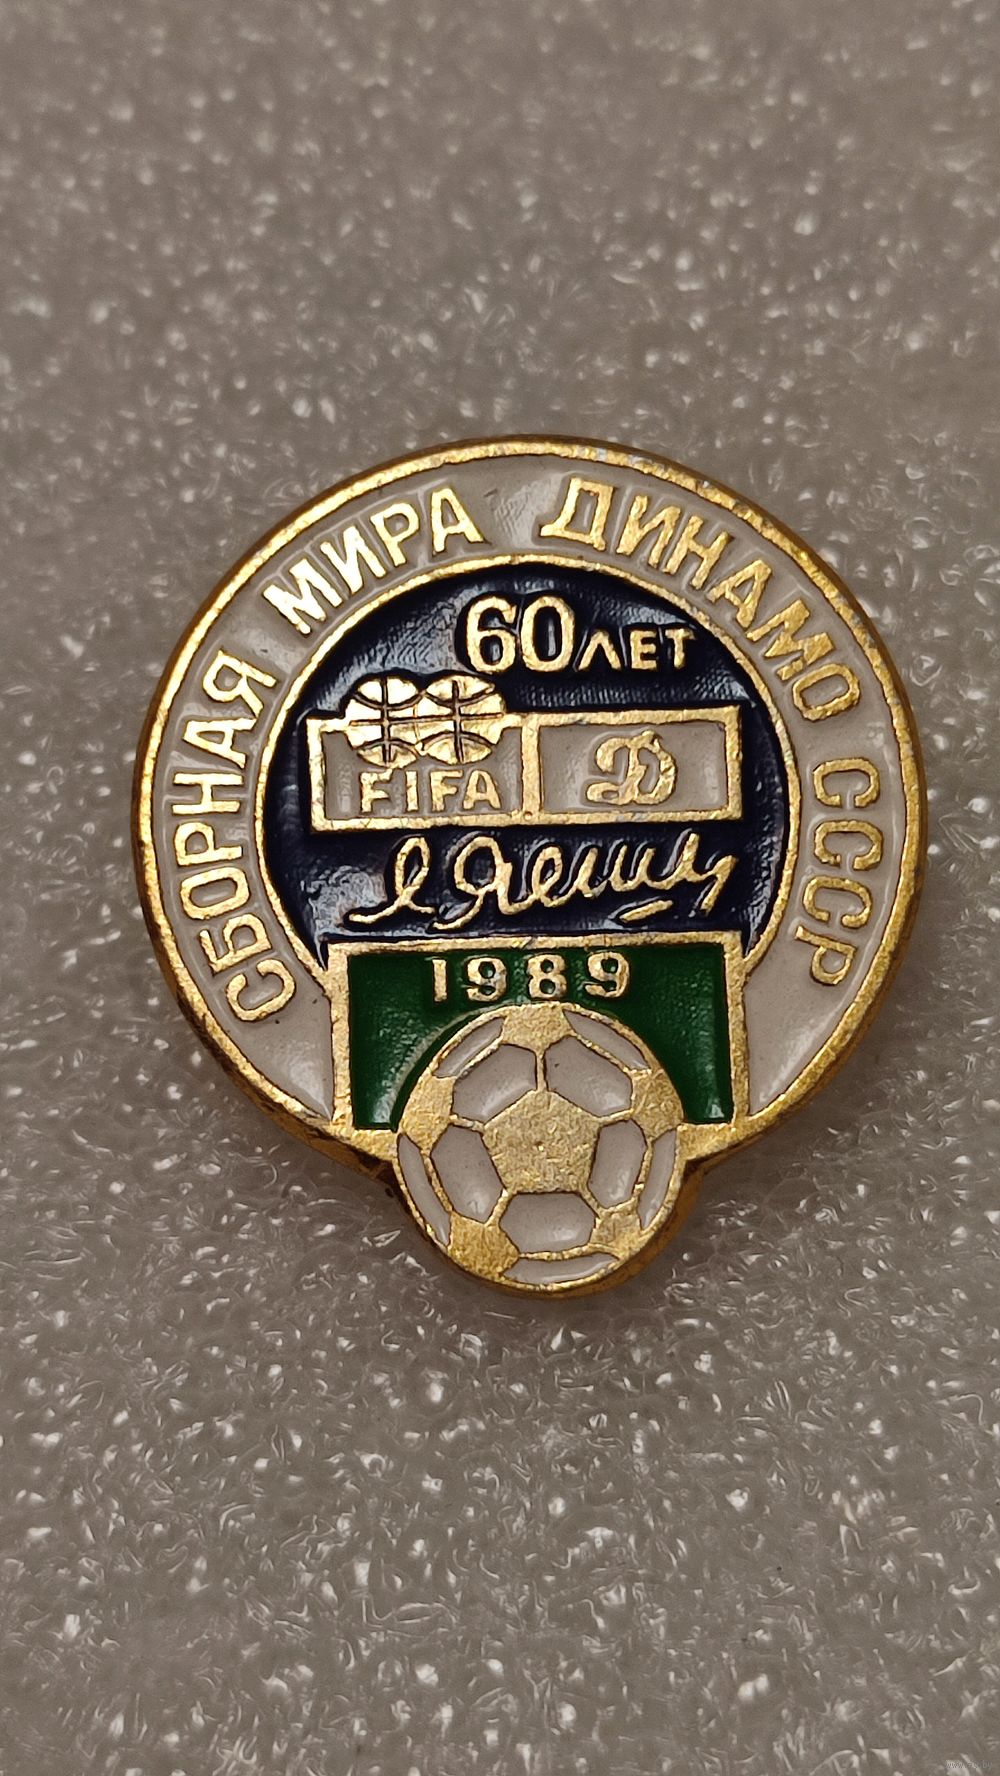 СБОРНАЯ МИРА ДИНАМО СССР
60 ЛЕТ
FIFA Д
Л Яшин
1989